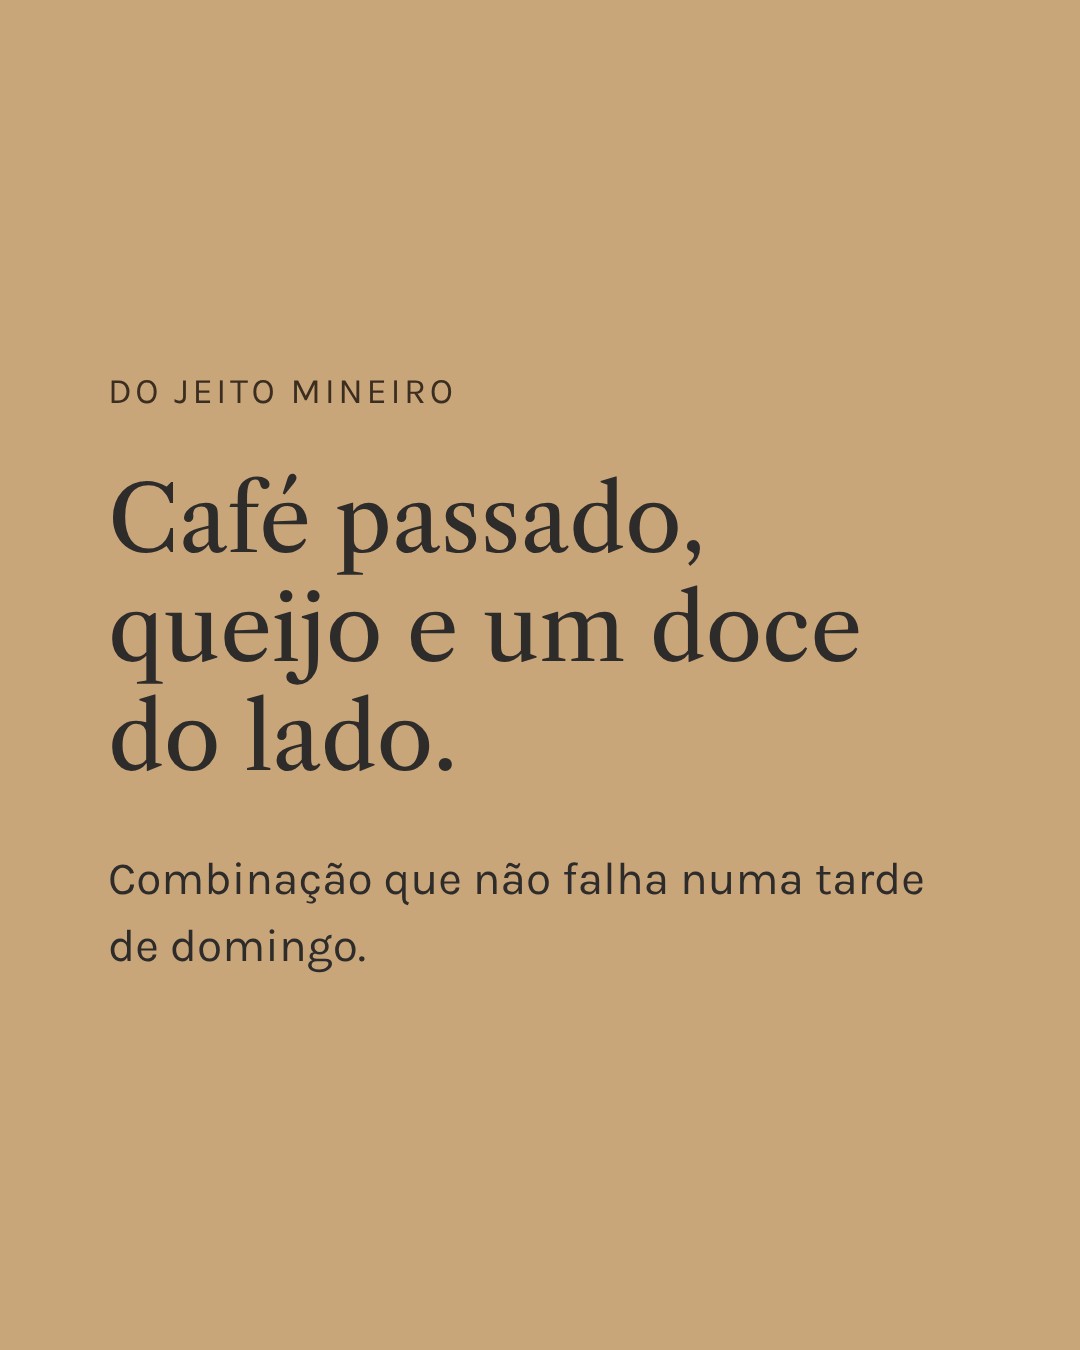 DO JEITO MINEIRO
Café passado,
queijo e um doce
do lado.
Combinação que não falha numa tarde
de domingo.